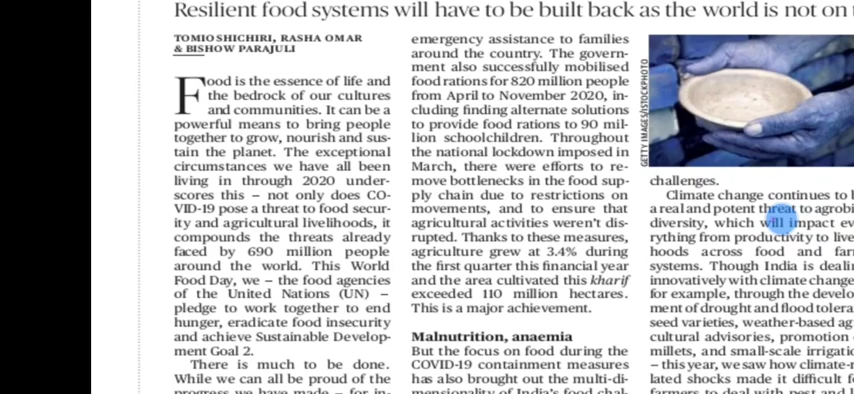 Resilient food systems will have to be built back as the world is not on
TOMIO SHICHIRI, RASHA OMAR
& BISHOW PARAJULI
Food is the essence of life and
the bedrock of our cultures
and communities. It can be a
powerful means to bring people
together to grow, nourish and sus-
tain the planet. The exceptional
circumstances we have all been
living in through 2020 under-
scores this – not only does CO-
VID-19 pose a threat to food secur-
ity and agricultural livelihoods, it
compounds the threats already
faced by 690 million people
around the world. This World
Food Day, we – the food agencies
of the United Nations (UN) –
pledge to work together to end
hunger, eradicate food insecurity
and achieve Sustainable Develop-
ment Goal 2.
There is much to be done.
While we can all be proud of the
progress we have made – for in-
emergency assistance to families
around the country. The govern-
ment also successfully mobilised
food rations for 820 million people
from April to November 2020, in-
cluding finding alternate solutions
to provide food rations to 90 mil-
lion schoolchildren. Throughout
the national lockdown imposed in
March, there were efforts to re-
move bottlenecks in the food sup-
ply chain due to restrictions on
movements, and to ensure that
agricultural activities weren't dis-
rupted. Thanks to these measures,
agriculture grew at 3.4% during
the first quarter this financial year
and the area cultivated this kharif
exceeded 110 million hectares.
This is a major achievement.
Malnutrition, anaemia
But the focus on food during the
COVID-19 containment measures
has also brought out the multi-di-
mensionality of India's food chal-
GETTY IMAGES/ISTOCKPHOTO
challenges.
Climate change continues to b
a real and potent threat to agrobi
diversity, which will impact ev
rything from productivity to live
hoods across food and farm
systems. Though India is dealin
innovatively with climate change
for example, through the develo
ment of drought and flood tolera
seed varieties, weather-based ag
cultural advisories, promotion
millets, and small-scale irrigatio
– this year, we saw how climate-r
lated shocks made it difficult f
farmers to deal with pest and l